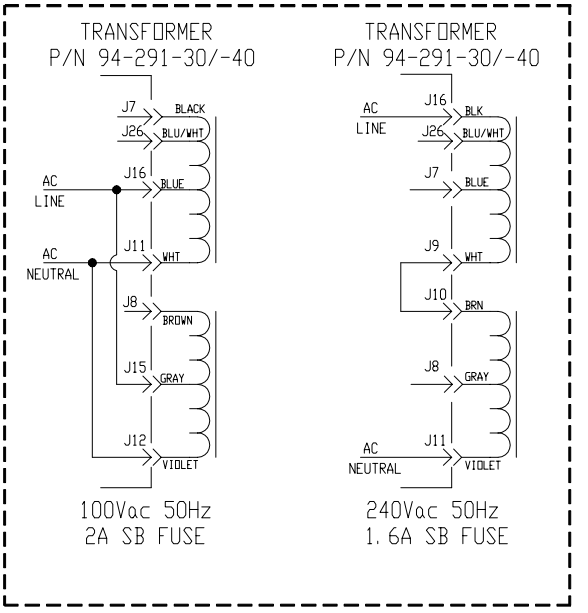 TRANSFORMER
P/N 94-291-30/-40
J7
BLACK
J26
BLU/WHT
AC
LINE
J16
BLUE
AC
NEUTRAL
J11
WHT
J8
BROWN
J15
GRAY
J12
VIOLET
100Vac 50Hz
2A SB FUSE
TRANSFORMER
P/N 94-291-30/-40
AC
LINE
J16
BLK
J26
BLU/WHT
J7
BLUE
J9
WHT
J10
BRN
J8
GRAY
AC
NEUTRAL
J11
VIOLET
240Vac 50Hz
1.6A SB FUSE